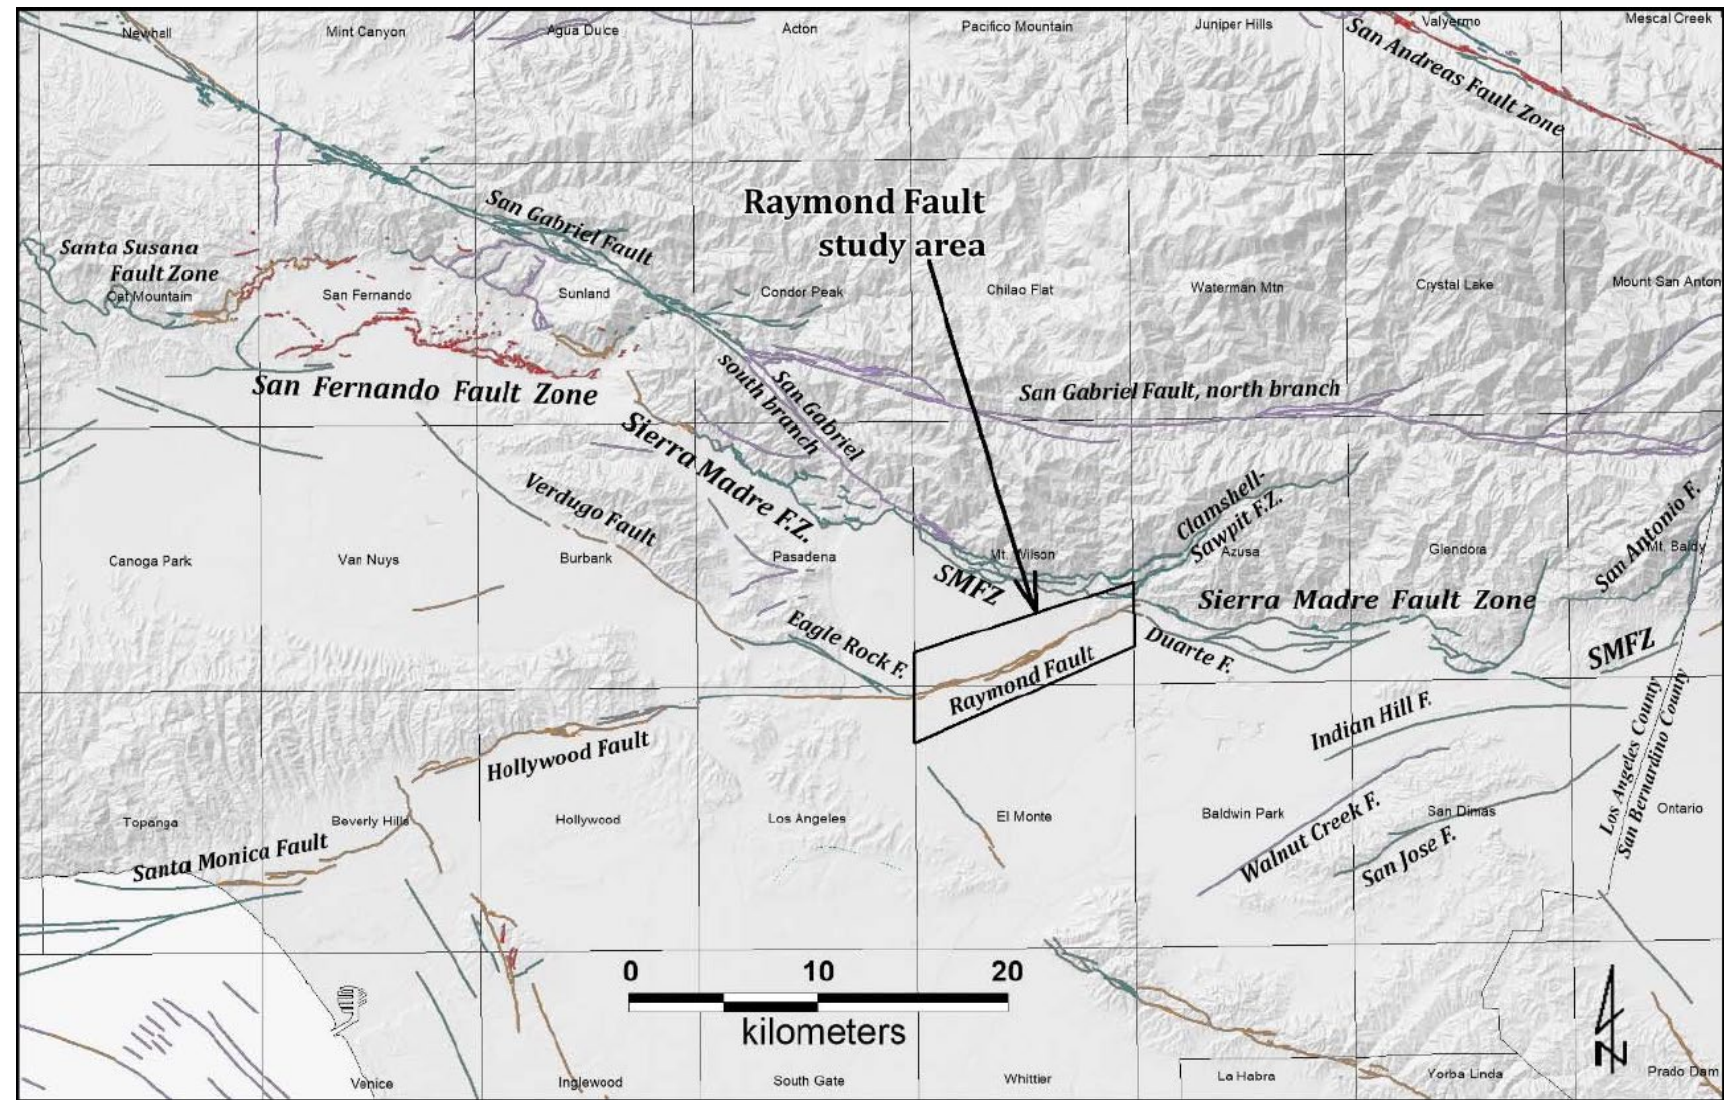 Newhall
Mint Canyon
Agua Dulce
Acton
Pacifico Mountain
Juniper Hills
Valyermo
Mescal Creek
San Andreas Fault Zone
Raymond Fault
study area
San Gabriel Fault
Santa Susana
Fault Zone
Oat Mountain
San Fernando
Sunland
Condor Peak
Chilao Flat
Waterman Mtn
Crystal Lake
Mount San Anton
San Fernando Fault Zone
San Gabriel
south branch
San Gabriel Fault, north branch
Sierra Madre F.Z.
Verdugo Fault
Clamshell-
Sawpit F.Z.
San Antonio F.
Canoga Park
Van Nuys
Burbank
Pasadena
Mt. Wilson
Azusa
Glendora
Mt. Baldy
SMFZ
Sierra Madre Fault Zone
Eagle Rock F.
Raymond Fault
Duarte F.
SMFZ
Hollywood Fault
Indian Hill F.
Los Angeles County
San Bernardino County
Topanga
Beverly Hills
Hollywood
Los Angeles
El Monte
Baldwin Park
San Dimas
Ontario
Santa Monica Fault
Walnut Creek F.
San Jose F.
0 10 20
kilometers
N
Venice
Inglewood
South Gate
Whittier
La Habra
Yorba Linda
Prado Dam